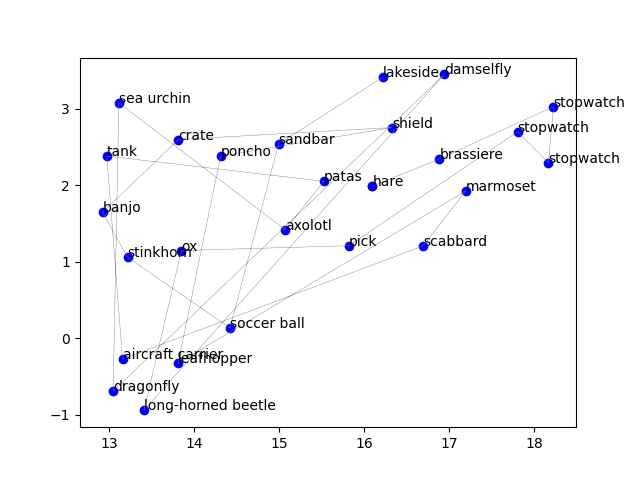 lakeside
damselfly
sea urchin
stopwatch
shield
stopwatch
crate
sandbar
tank
poncho
brassiere
stopwatch
patas
hare
marmoset
banjo
axolotl
ox
pick
scabbard
stinkhorn
soccer ball
aircraft carrier
leafhopper
dragonfly
long-horned beetle
3
2
1
0
−1
13 14 15 16 17 18